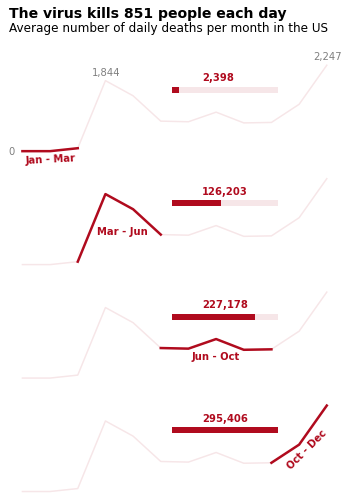 The virus kills 851 people each day
Average number of daily deaths per month in the US
2,247
2,398
1,844
0
Jan - Mar
126,203
Mar - Jun
227,178
Jun - Oct
295,406
Oct - Dec